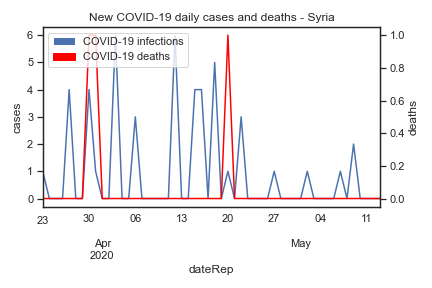 New COVID-19 daily cases and deaths - Syria
COVID-19 infections
COVID-19 deaths
6
5
4
3
2
1
0
cases
1.0
0.8
0.6
0.4
0.2
0.0
deaths
23 30 06 13 20 27 04 11
Apr May
2020
dateRep